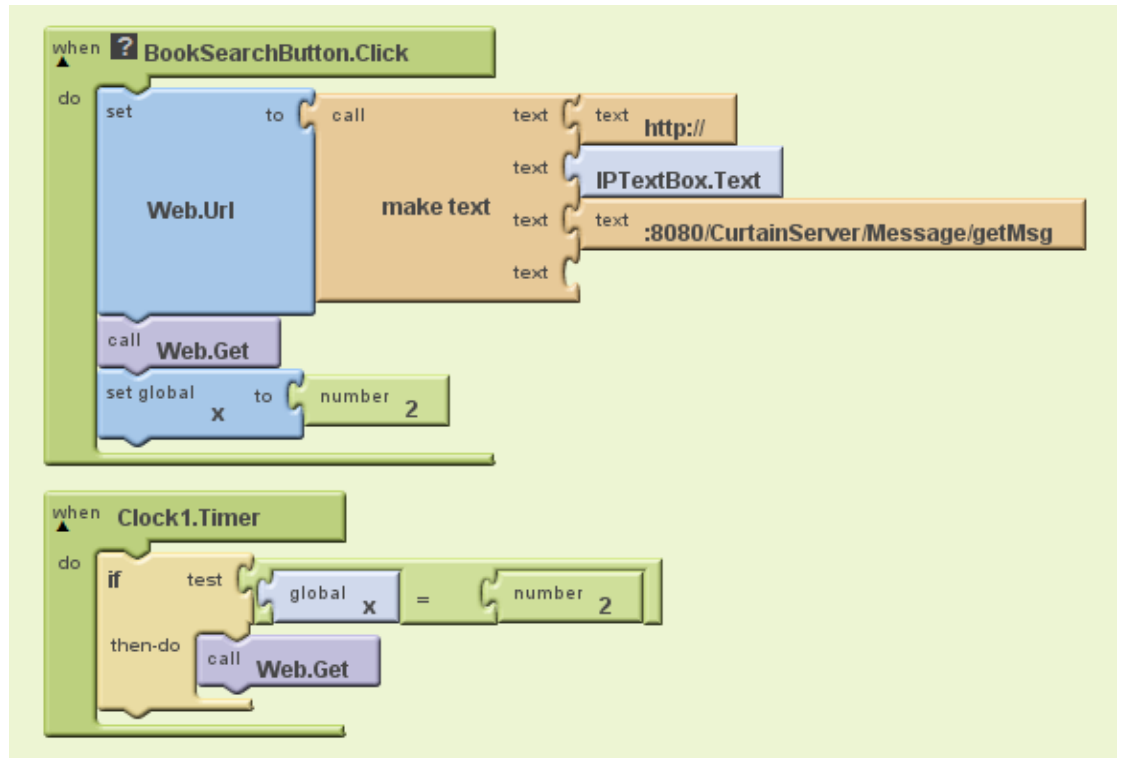 when ? BookSearchButton.Click
do
set to call text text http://
text IPTextBox.Text
Web.Url make text text text :8080/CurtainServer/Message/getMsg
text
call Web.Get
set global x to number 2
when Clock1.Timer
do
if test global x = number 2
then-do call Web.Get